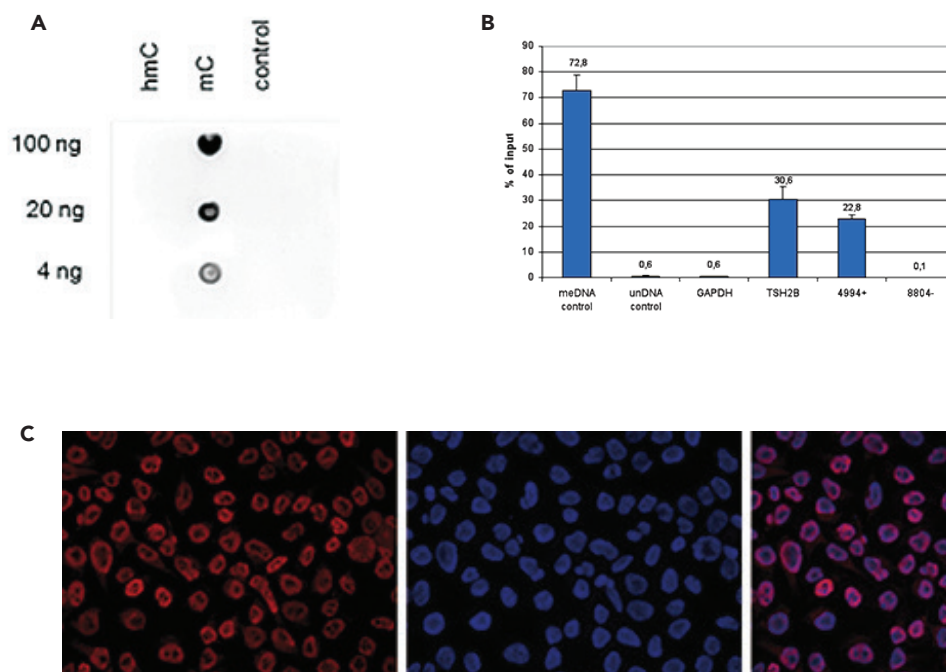 A
hmC
mC
control
100 ng
20 ng
4 ng
B
% of input
90
80
70
60
50
40
30
20
10
0
72,8
0,6
0,6
30,6
22,8
0,1
meDNA control
unDNA control
GAPDH
TSH2B
4994+
8804-
C